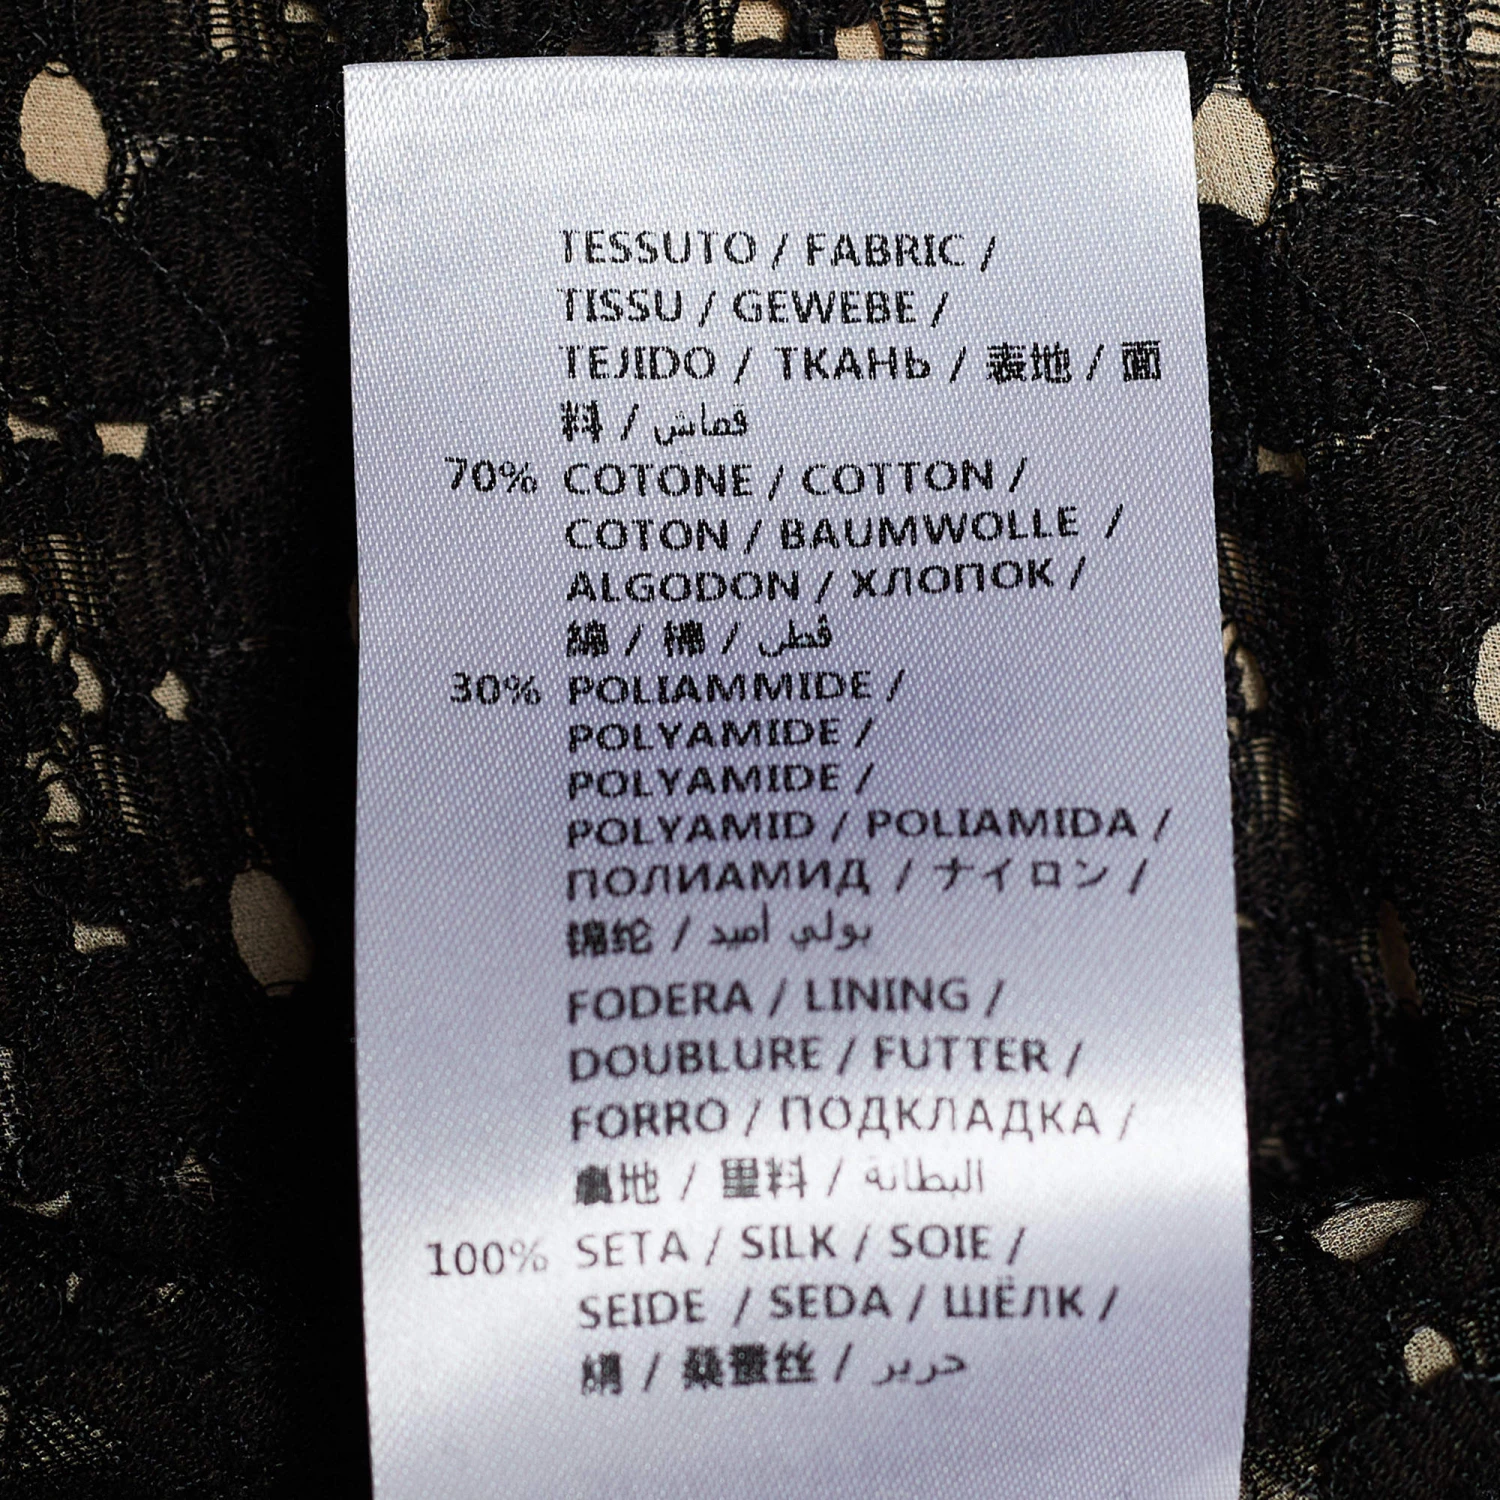 TESSUTO / FABRIC /
TISSU / GEWEBE /
TEJIDO / ТКАНЬ / 表地 / 面
料 / قماش
70% COTONE / COTTON /
COTON / BAUMWOLLE /
ALGODON / ХЛОПОК /
綿 / 棉 / قطن
30% POLIAMMIDE /
POLYAMIDE /
POLYAMIDE /
POLYAMID / POLIAMIDA /
ПОЛИАМИД / ナイロン /
锦纶 / بولي أميد
FODERA / LINING /
DOUBLURE / FUTTER /
FORRO / ПОДКЛАДКА /
裏地 / 里料 / البطانة
100% SETA / SILK / SOIE /
SEIDE / SEDA / ШЁЛК /
絹 / 桑蚕丝 / حرير